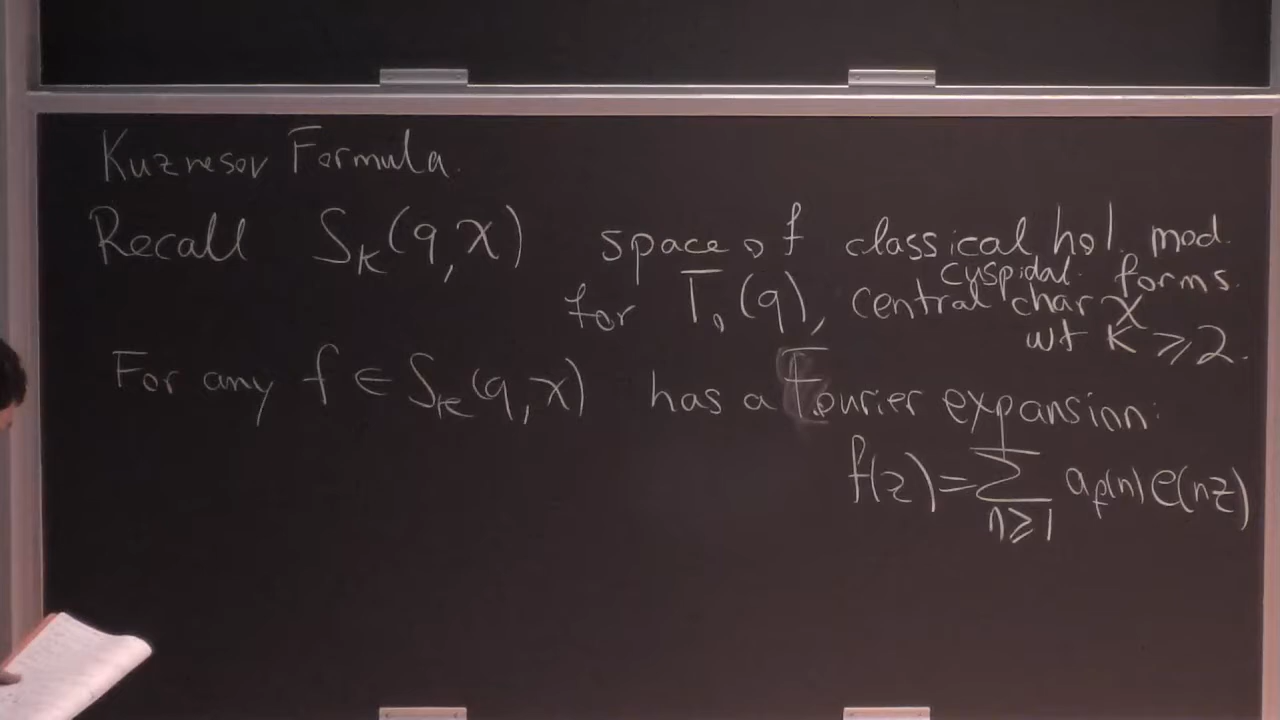 Kuznesov Formula.
Recall S_k(q,χ) space of classical hol. mod.
cuspidal forms.
for Γ_0(q), central char χ
wt k ⩾ 2.
For any f ∈ S_k(q,χ) has a Fourier expansion:
f(z) = ∑_{n⩾1} a_f(n) e(nz)